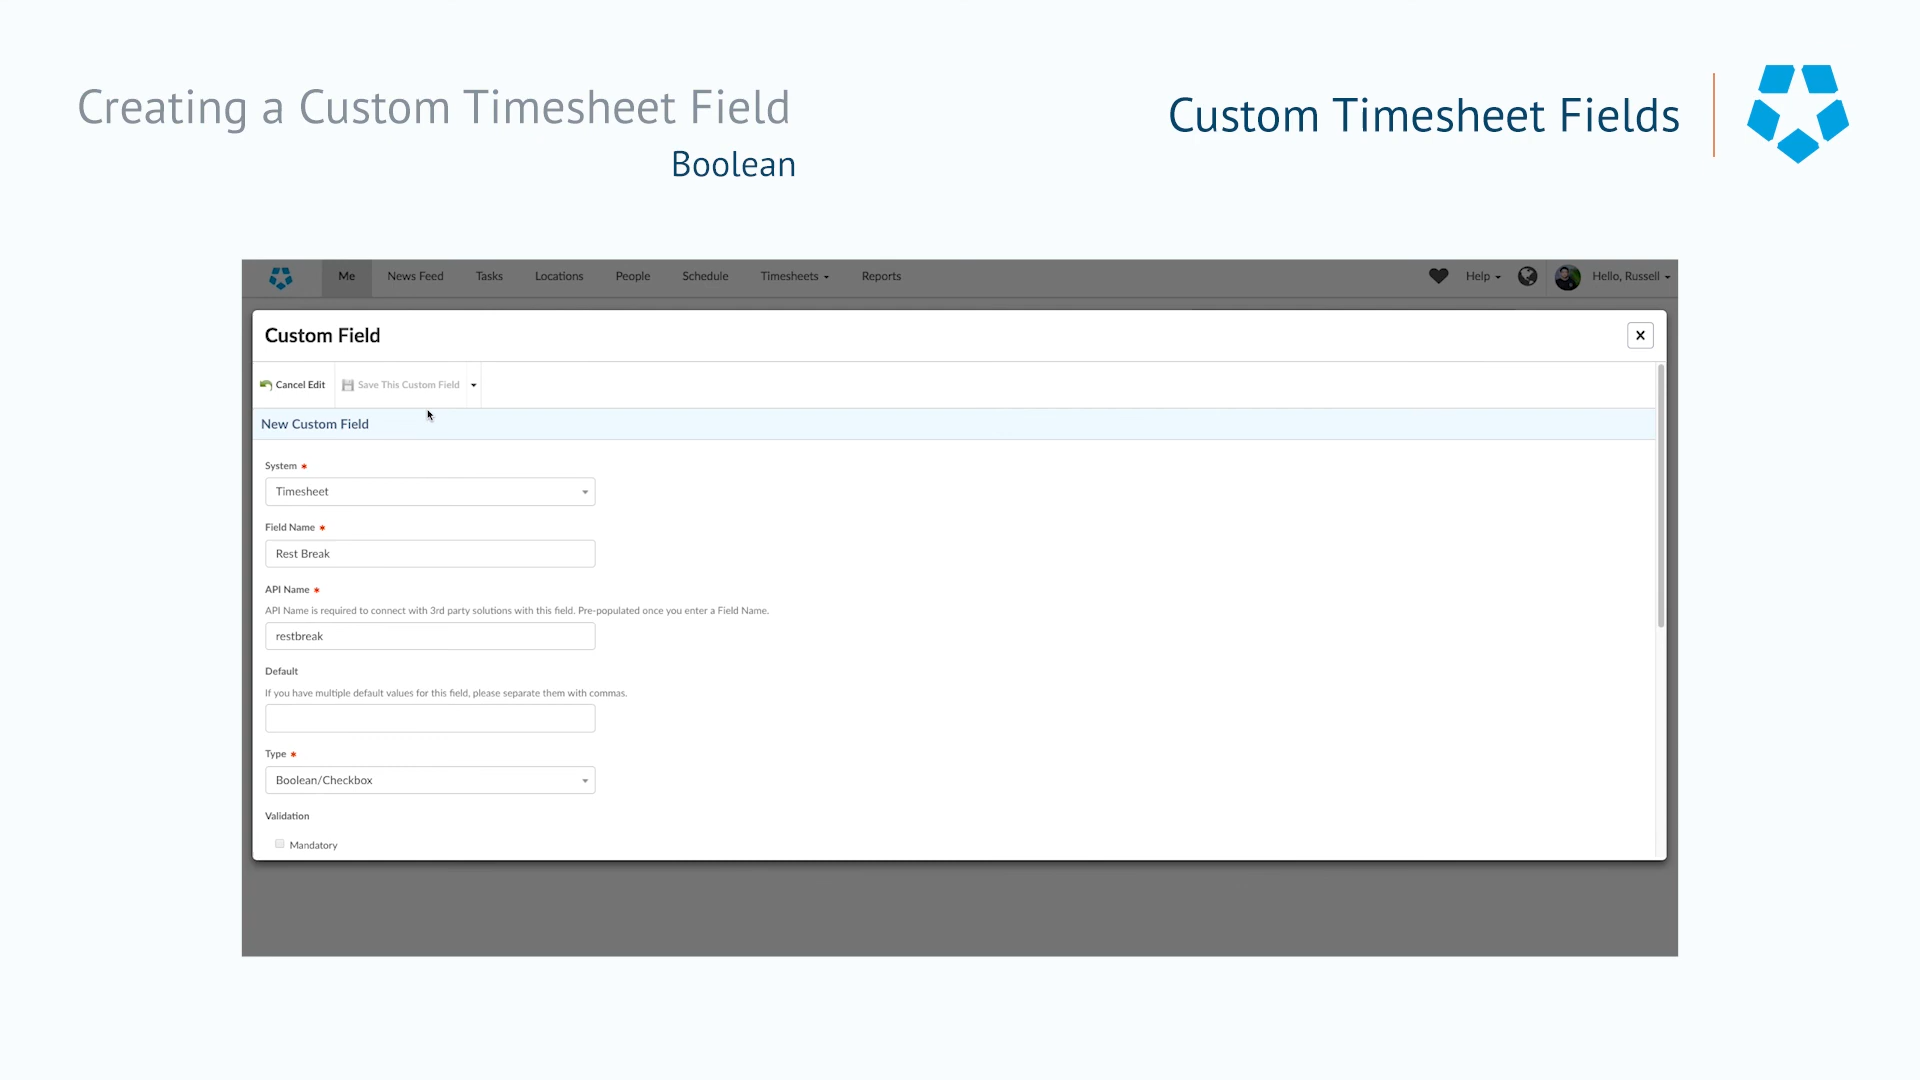 Creating a Custom Timesheet Field
Boolean
Custom Timesheet Fields
Me News Feed Tasks Locations People Schedule Timesheets Reports Help Hello, Russell
Custom Field
Cancel Edit Save This Custom Field
New Custom Field
System *
Timesheet
Field Name *
Rest Break
API Name *
API Name is required to connect with 3rd party solutions with this field. Pre-populated once you enter a Field Name.
restbreak
Default
If you have multiple default values for this field, please separate them with commas.
Type *
Boolean/Checkbox
Validation
Mandatory